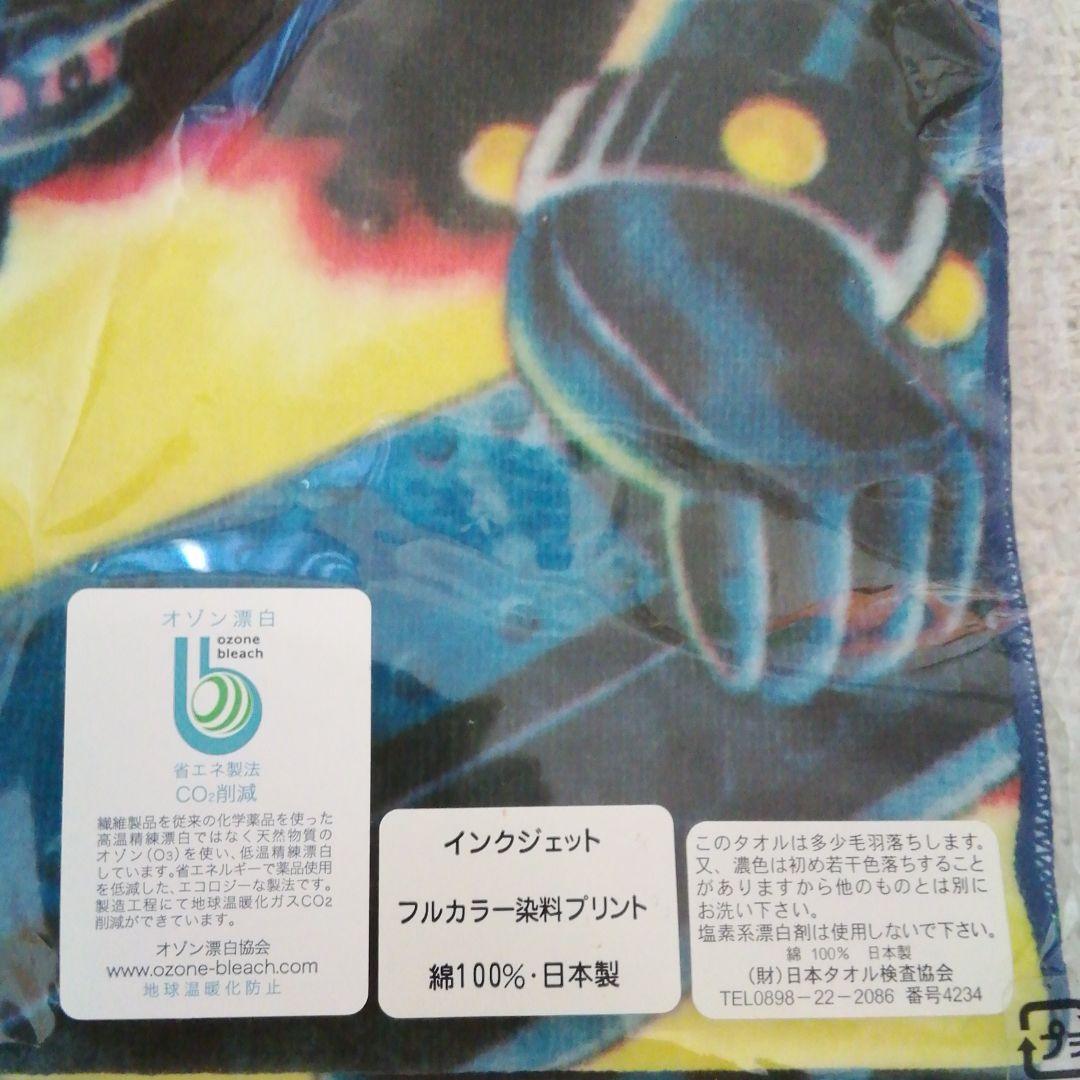 オゾン漂白
ozone
bleach
省エネ製法
CO₂削減
繊維製品を従来の化学薬品を使った
高温精練漂白ではなく天然物質の
オゾン(O₃)を使い、低温精練漂白
しています。省エネルギーで薬品使用
を低減した、エコロジーな製法です。
製造工程にて地球温暖化ガスCO₂
削減ができています。
オゾン漂白協会
www.ozone-bleach.com
地球温暖化防止
インクジェット
フルカラー染料プリント
綿100%・日本製
このタオルは多少毛羽落ちします。
又、濃色は初め若干色落ちすること
がありますから他のものとは別に
お洗い下さい。
塩素系漂白剤は使用しないで下さい。
綿 100% 日本製
(財)日本タオル検査協会
TEL0898-22-2086 番号4234
プラ